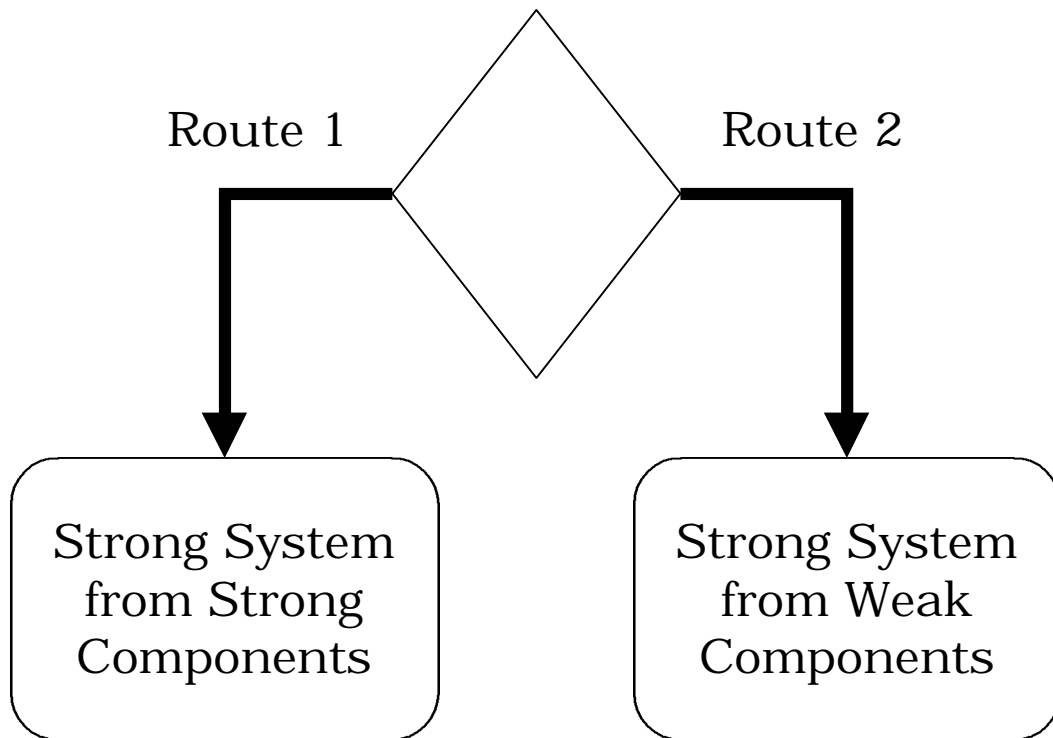 Route 1
Route 2
Strong System
from Strong
Components
Strong System
from Weak
Components